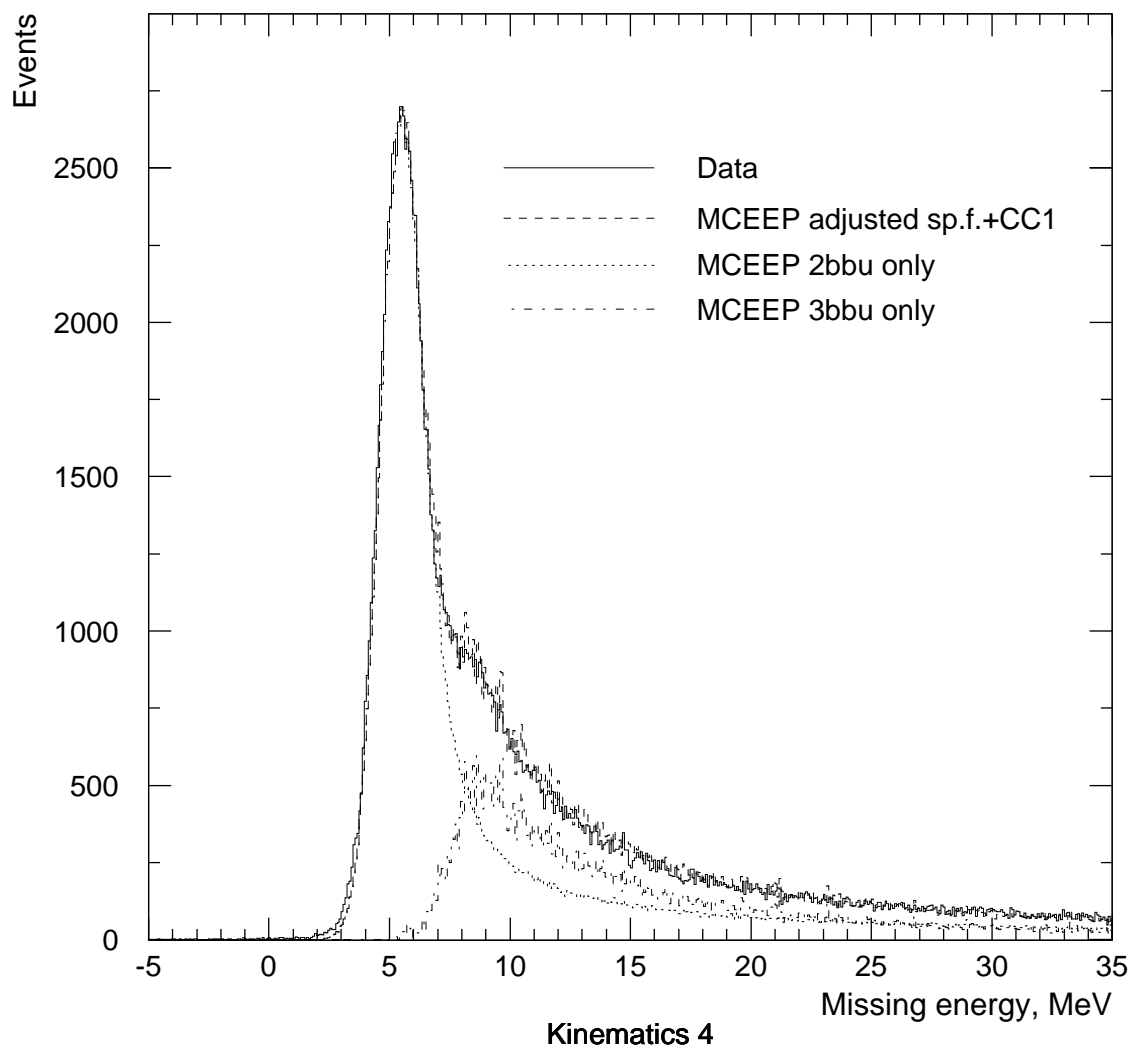 Events
2500
2000
1500
1000
500
0
Data
MCEEP adjusted sp.f.+CC1
MCEEP 2bbu only
MCEEP 3bbu only
-5 0 5 10 15 20 25 30 35
Missing energy, MeV
Kinematics 4